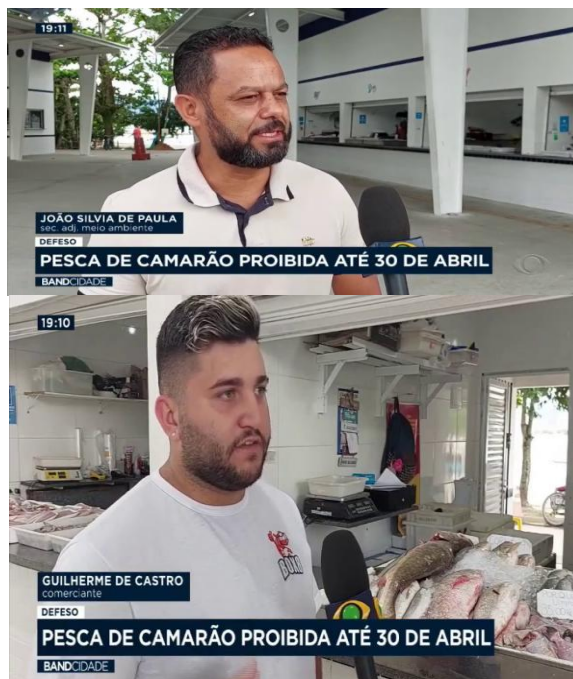 19:11
JOÃO SILVIA DE PAULA
sec. adj. meio ambiente
DEFESO
PESCA DE CAMARÃO PROIBIDA ATÉ 30 DE ABRIL
BANDCIDADE
19:10
GUILHERME DE CASTRO
comerciante
DEFESO
PESCA DE CAMARÃO PROIBIDA ATÉ 30 DE ABRIL
BANDCIDADE